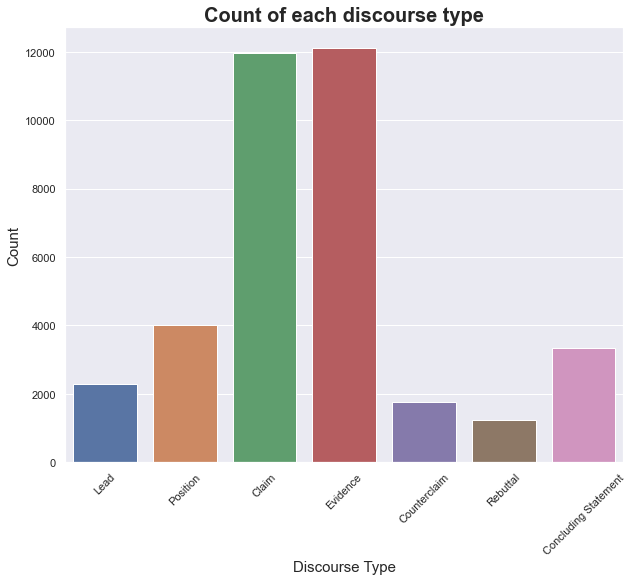 Count of each discourse type
12000
10000
8000
6000
4000
2000
0
Count
Lead
Position
Claim
Evidence
Counterclaim
Rebuttal
Concluding Statement
Discourse Type